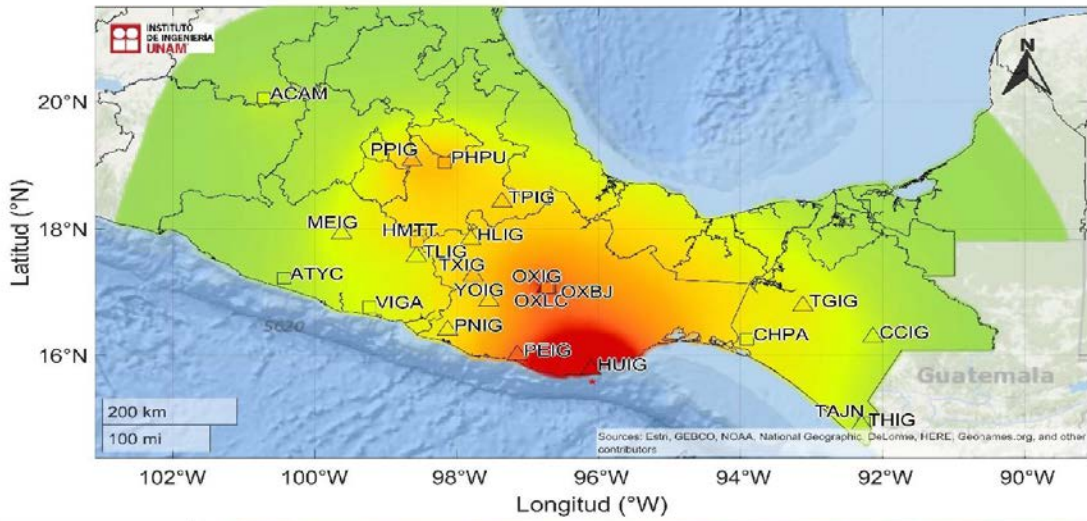 INSTITUTO
DE INGENIERÍA
UNAM
N
20°N
18°N
16°N
Latitud (°N)
ACAM
PPIG
PHPU
TPIG
MEIG
HMTT
HLIG
TLIG
TXIG
ATYC
OXIG
YOIG
OXBJ
OXLC
VIGA
TGIG
PNIG
CHPA
CCIG
5620
PEIG
HUIG
Guatemala
TAJN
THIG
200 km
100 mi
Sources: Esri, GEBCO, NOAA, National Geographic, DeLorme, HERE, Geonames.org, and other
contributors
102°W
100°W
98°W
96°W
94°W
92°W
90°W
Longitud (°W)